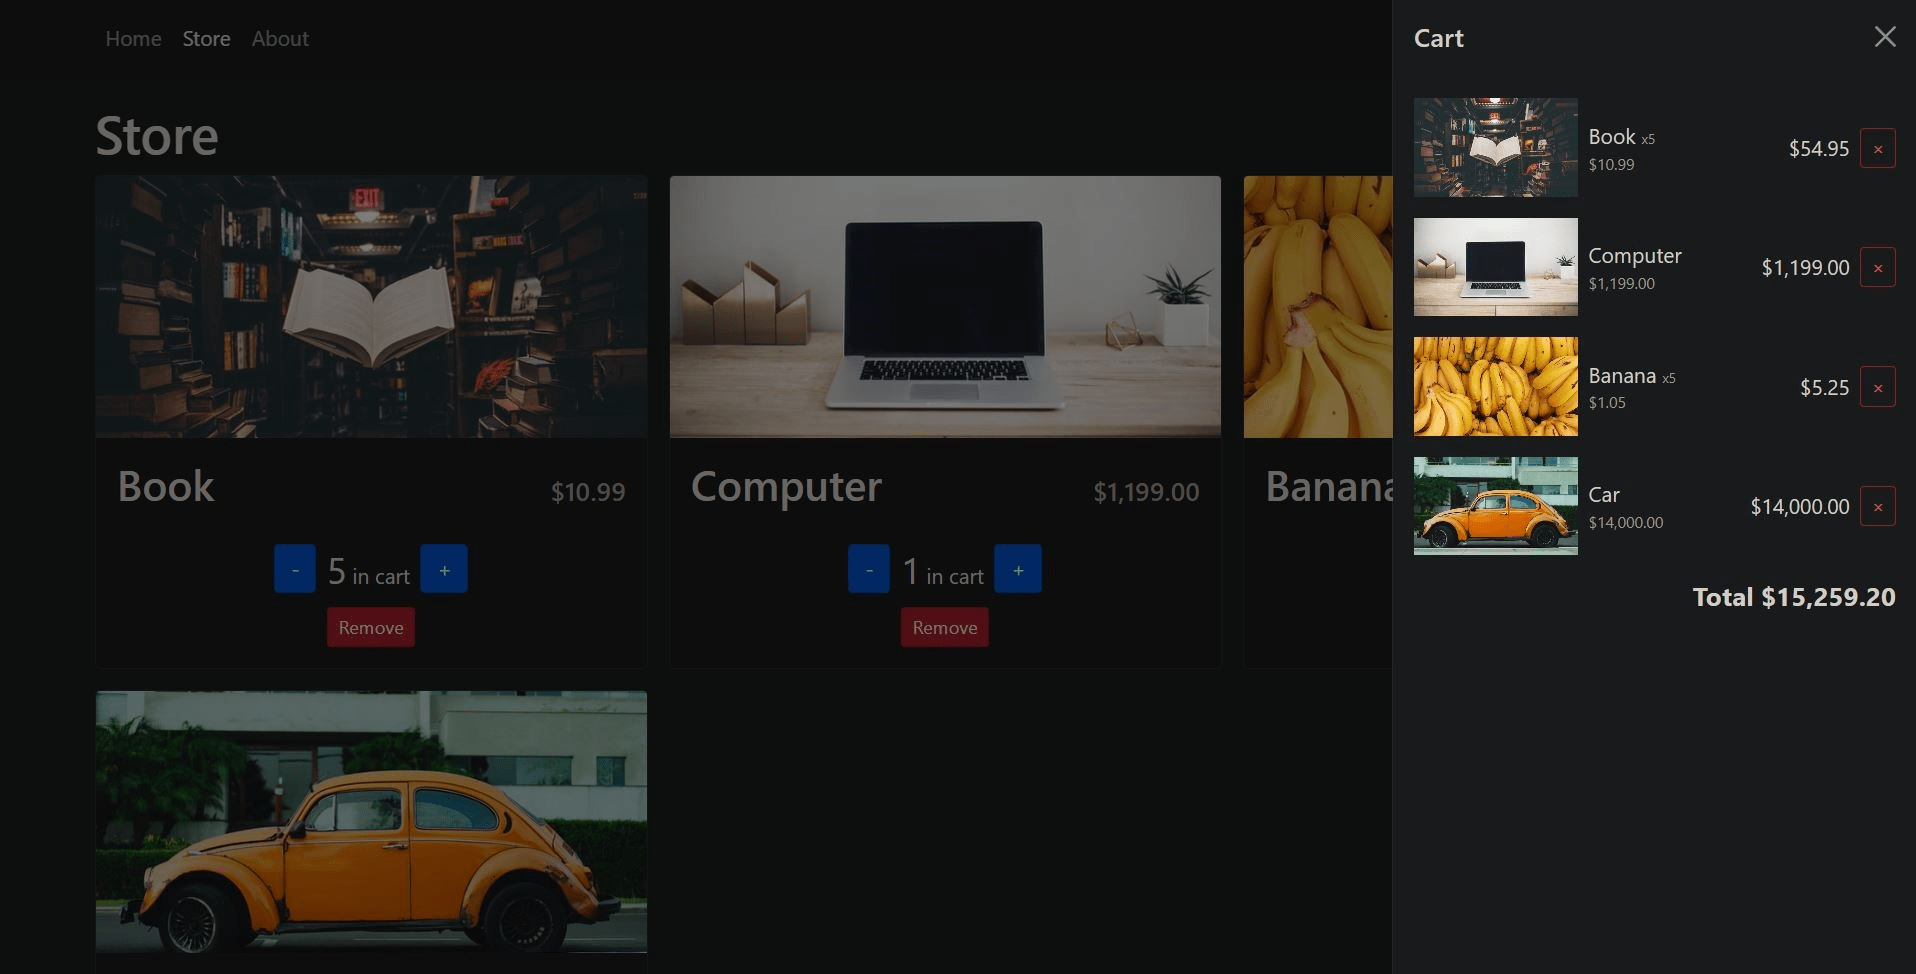 Home Store About
Store
EXIT
Book $10.99
- 5 in cart +
Remove
Computer $1,199.00
- 1 in cart +
Remove
Banana
Cart
Book x5
$10.99
$54.95
×
Computer
$1,199.00
$1,199.00
×
Banana x5
$1.05
$5.25
×
Car
$14,000.00
$14,000.00
×
Total $15,259.20